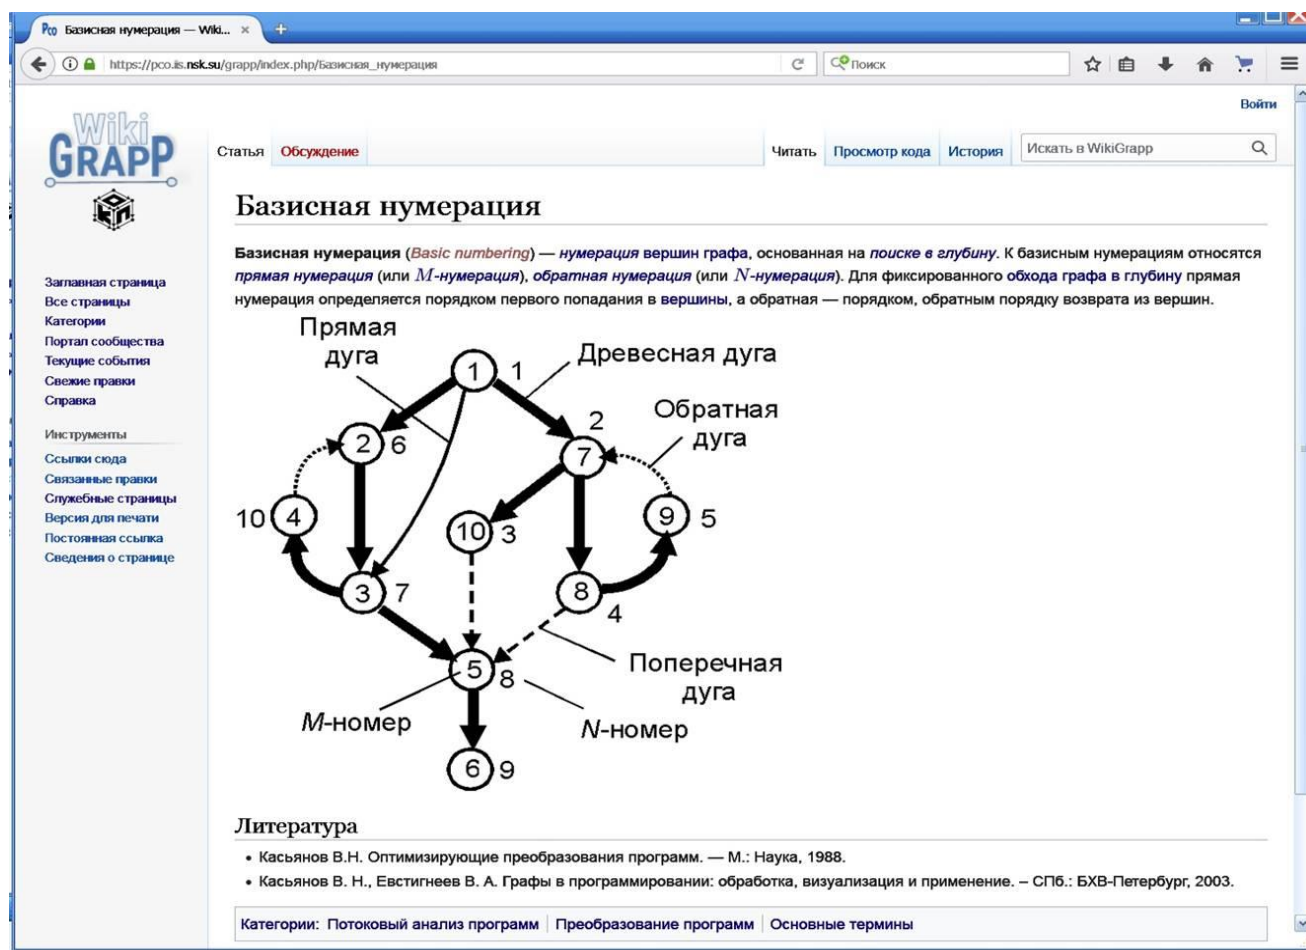 Pco Базисная нумерация — Wiki...
https://pco.iis.nsk.su/grapp/index.php/Базисная_нумерация
Поиск
Войти
Wiki
GRAPP
Статья Обсуждение Читать Просмотр кода История Искать в WikiGrapp
Базисная нумерация
Базисная нумерация (Basic numbering) — нумерация вершин графа, основанная на поиске в глубину. К базисным нумерациям относятся
прямая нумерация (или M-нумерация), обратная нумерация (или N-нумерация). Для фиксированного обхода графа в глубину прямая
нумерация определяется порядком первого попадания в вершины, а обратная — порядком, обратным порядку возврата из вершин.
Заглавная страница
Все страницы
Категории
Портал сообщества
Текущие события
Свежие правки
Справка
Инструменты
Ссылки сюда
Связанные правки
Служебные страницы
Версия для печати
Постоянная ссылка
Сведения о странице
Прямая
дуга
1 1
Древесная дуга
Обратная
дуга
2 6
2
7
10 4
10 3
9 5
3 7
8
4
5 8
Поперечная
дуга
M-номер
N-номер
6 9
Литература
• Касьянов В.Н. Оптимизирующие преобразования программ. — М.: Наука, 1988.
• Касьянов В. Н., Евстигнеев В. А. Графы в программировании: обработка, визуализация и применение. – СПб.: БХВ-Петербург, 2003.
Категории: Потоковый анализ программ Преобразование программ Основные термины